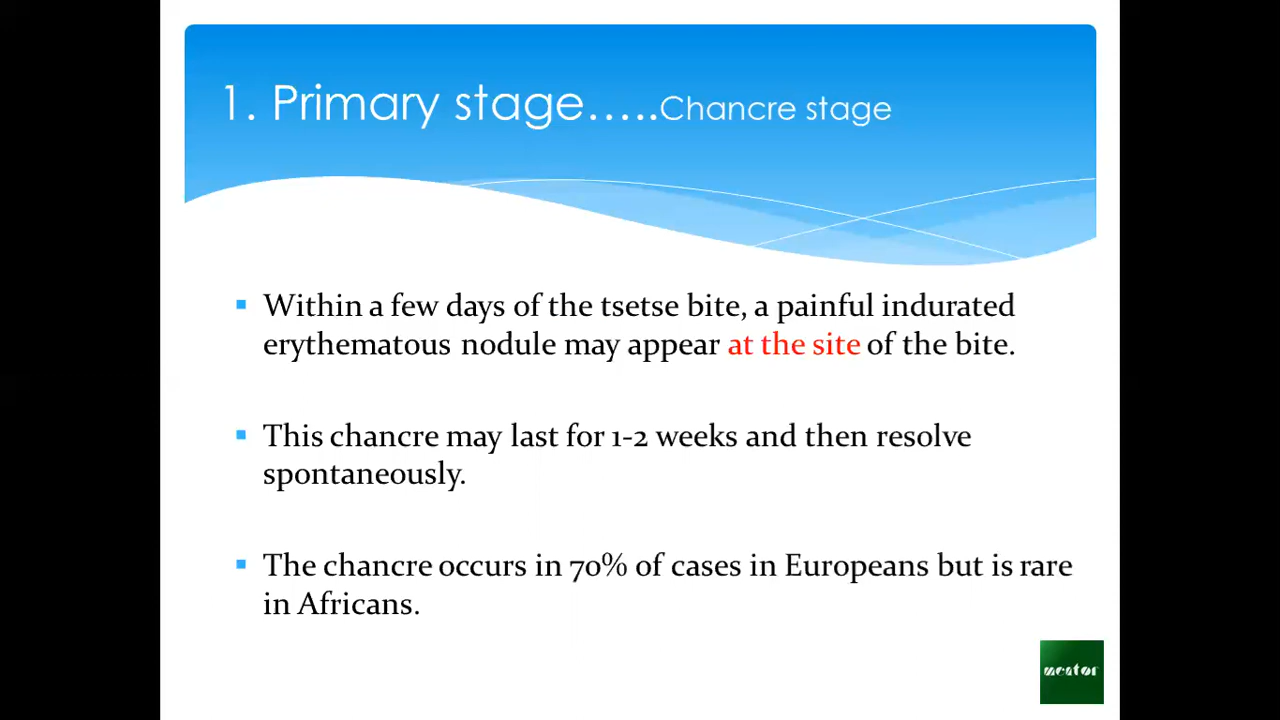 1. Primary stage…..Chancre stage
Within a few days of the tsetse bite, a painful indurated
erythematous nodule may appear at the site of the bite.
This chancre may last for 1-2 weeks and then resolve
spontaneously.
The chancre occurs in 70% of cases in Europeans but is rare
in Africans.
mentor